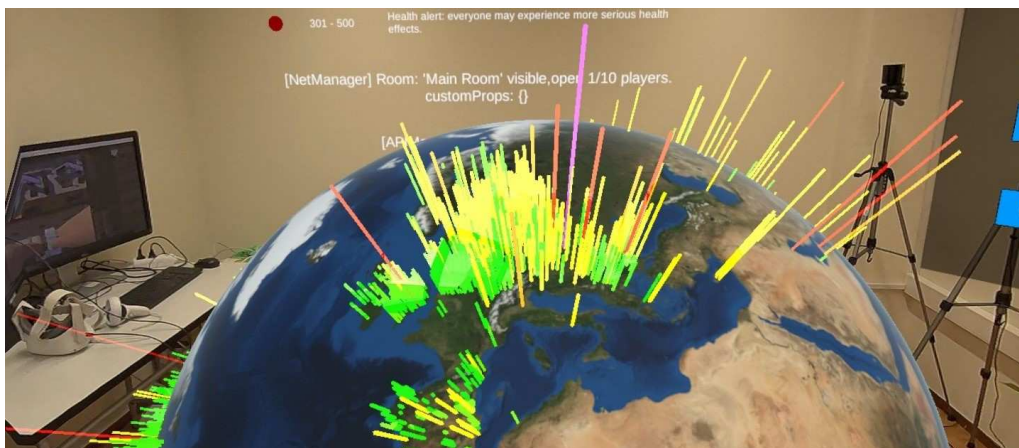 301 - 500
Health alert: everyone may experience more serious health
effects.
[NetManager] Room: 'Main Room' visible,open 1/10 players.
customProps: {}